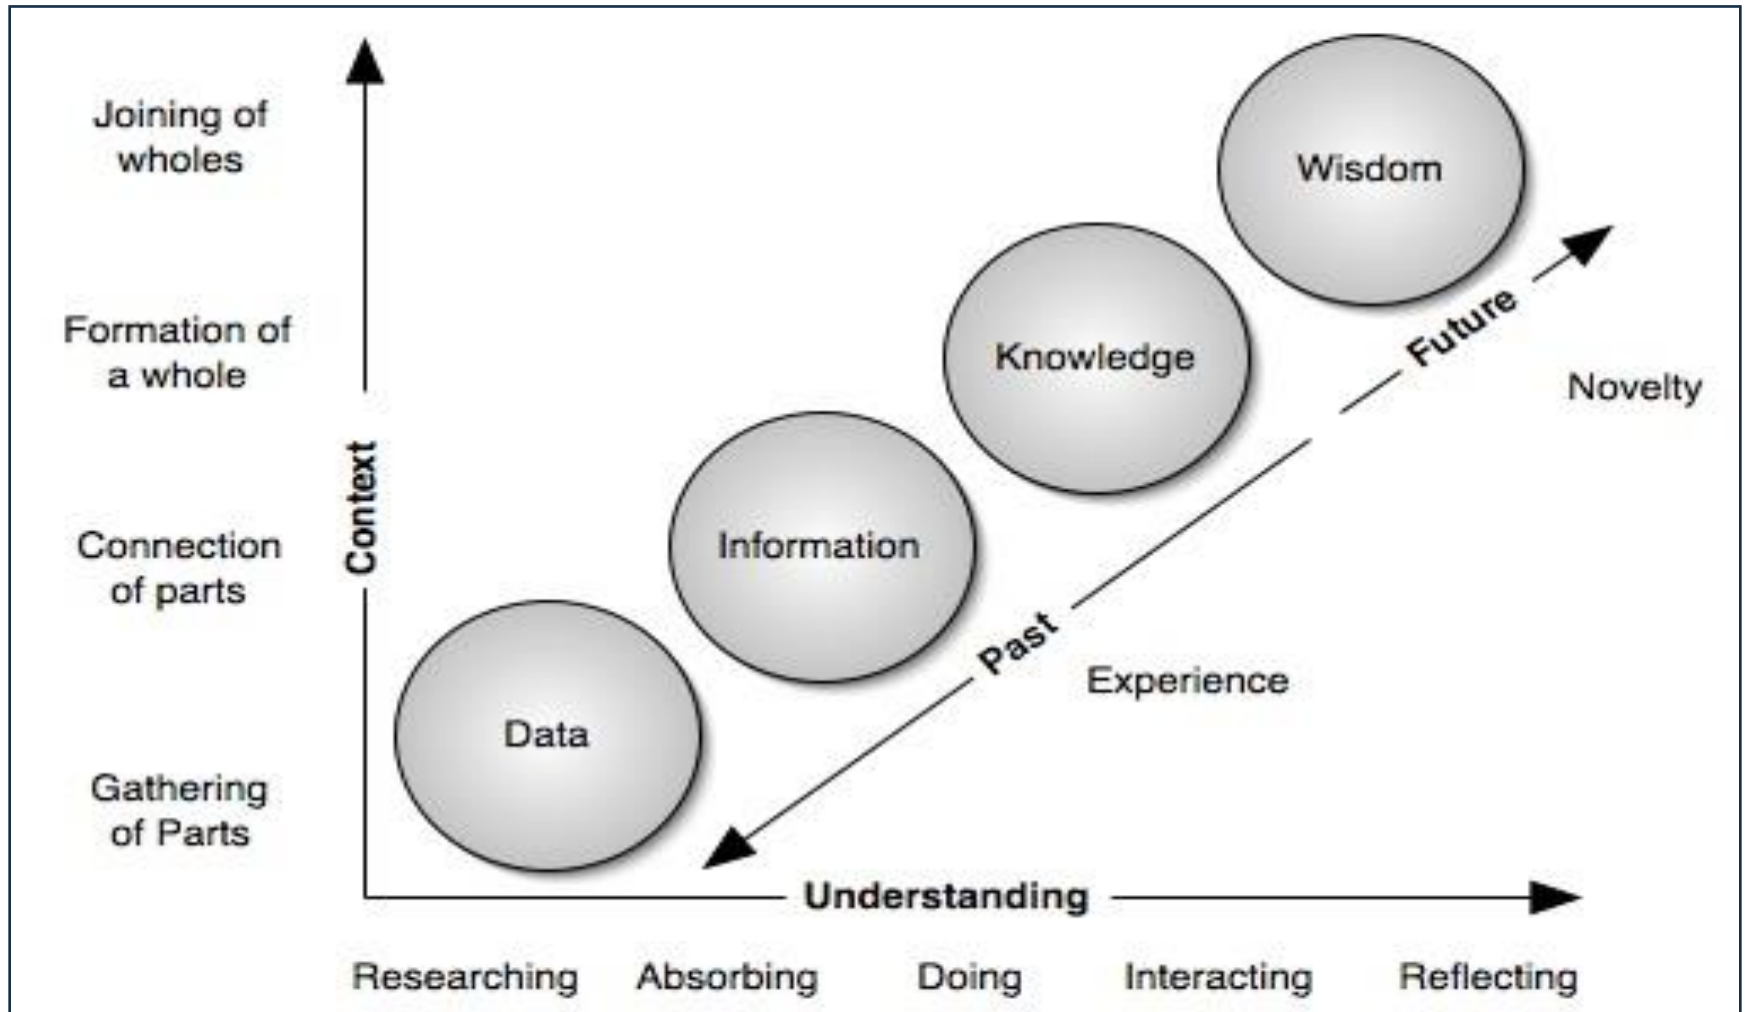 Joining of
wholes
Wisdom
Future
Formation of
a whole
Knowledge
Novelty
Context
Connection
of parts
Information
Past
Experience
Data
Gathering
of Parts
Understanding
Researching Absorbing Doing Interacting Reflecting